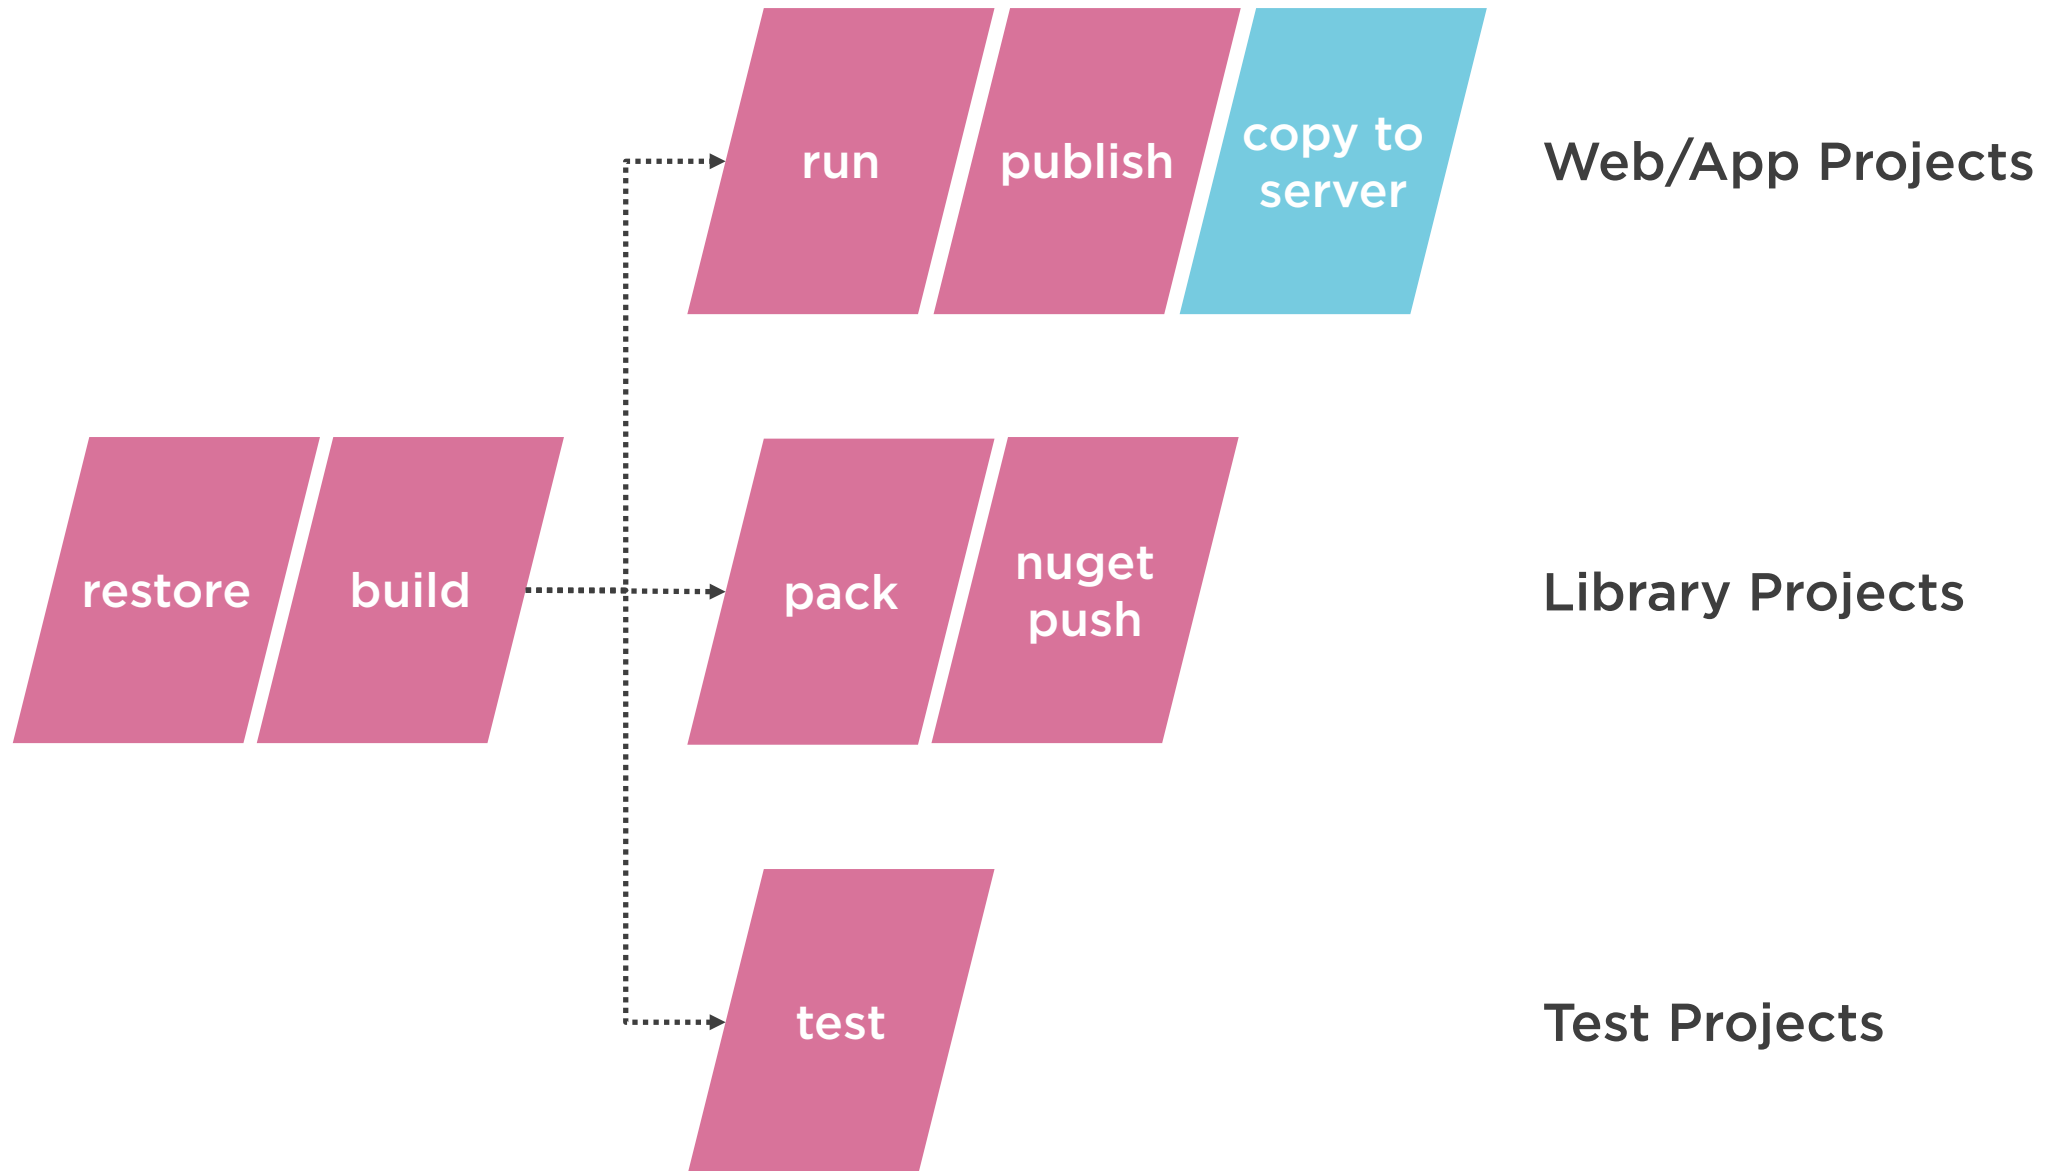 run
publish
copy to
server
Web/App Projects
restore
build
pack
nuget
push
Library Projects
test
Test Projects